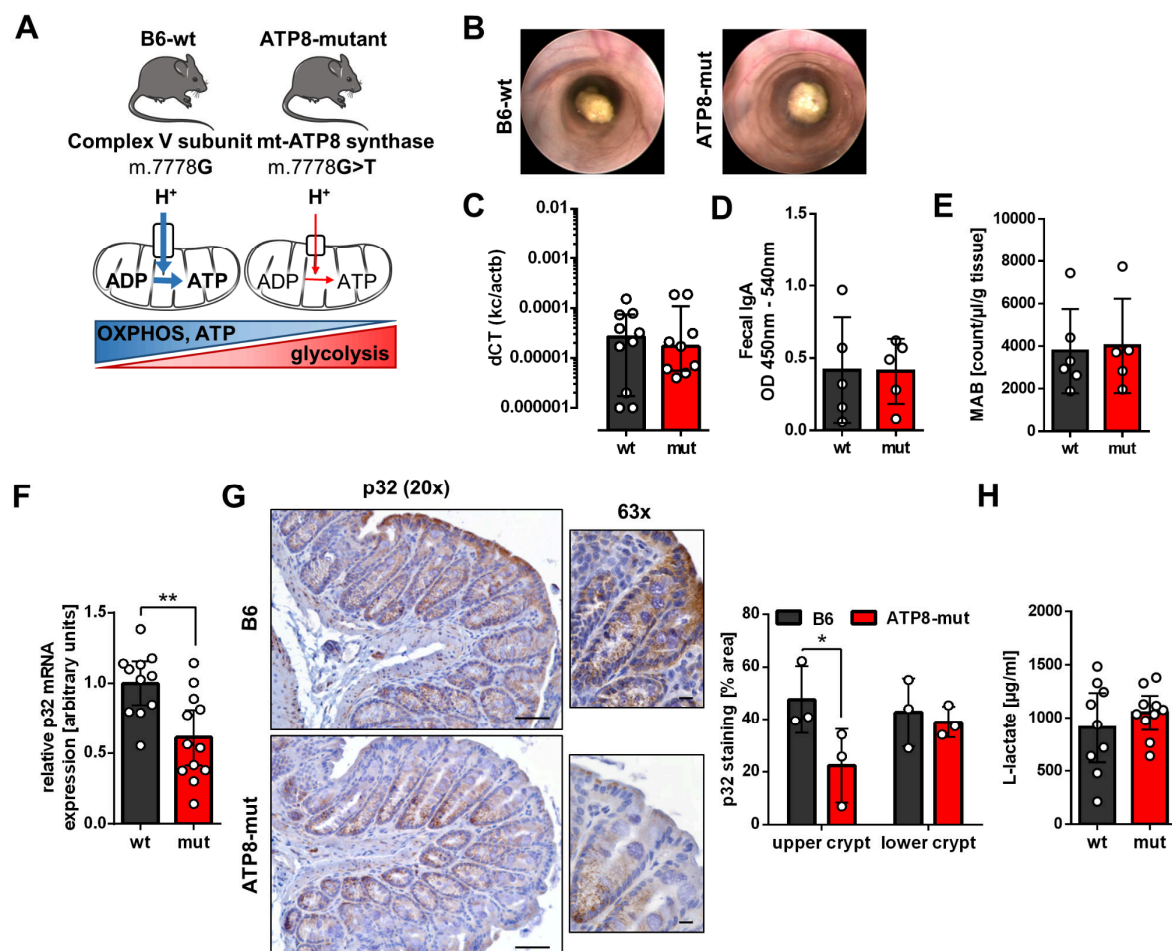 A
B6-wt
ATP8-mutant
Complex V subunit mt-ATP8 synthase
m.7778G
m.7778G>T
H+
H+
ADP
ATP
ADP
ATP
OXPHOS, ATP
glycolysis
B
B6-wt
ATP8-mut
C
dCT (kc/actb)
0.01
0.0001
0.00001
0.000001
wt
mut
D
Fecal IgA
OD 450nm - 540nm
1.5
1.0
0.5
0.0
wt
mut
E
MAB [count/µl/g tissue]
10000
8000
6000
4000
2000
0
wt
mut
F
relative p32 mRNA
expression [arbitrary units]
1.5
1.0
0.5
0.0
**
wt
mut
G
p32 (20x)
63x
B6
ATP8-mut
B6
ATP8-mut
p32 staining [% area]
80
60
40
20
0
*
upper crypt
lower crypt
H
L-lactate [µg/ml]
2000
1500
1000
500
0
wt
mut